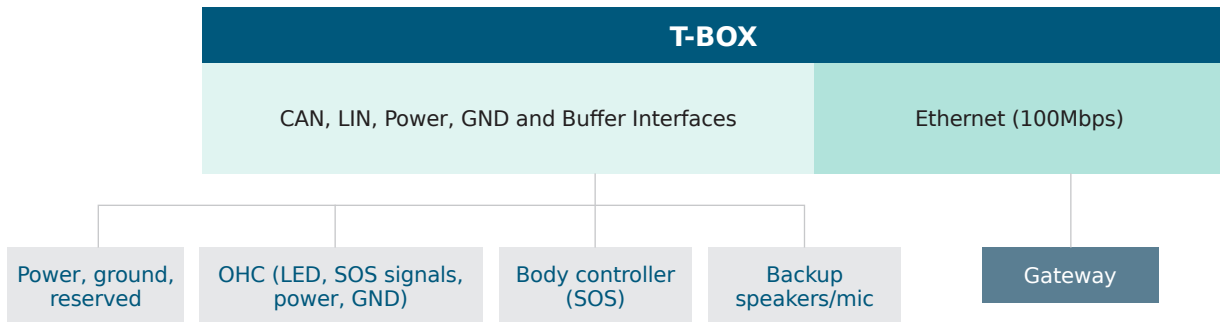 T-BOX
CAN, LIN, Power, GND and Buffer Interfaces
Ethernet (100Mbps)
Power, ground,
reserved
OHC (LED, SOS signals,
power, GND)
Body controller
(SOS)
Backup
speakers/mic
Gateway